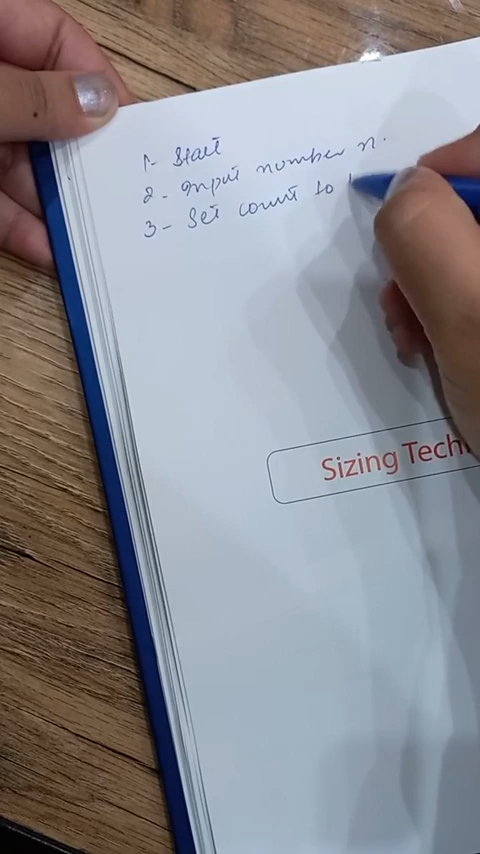 1- Start
2- Input number n.
3- Set count to
Sizing Tech